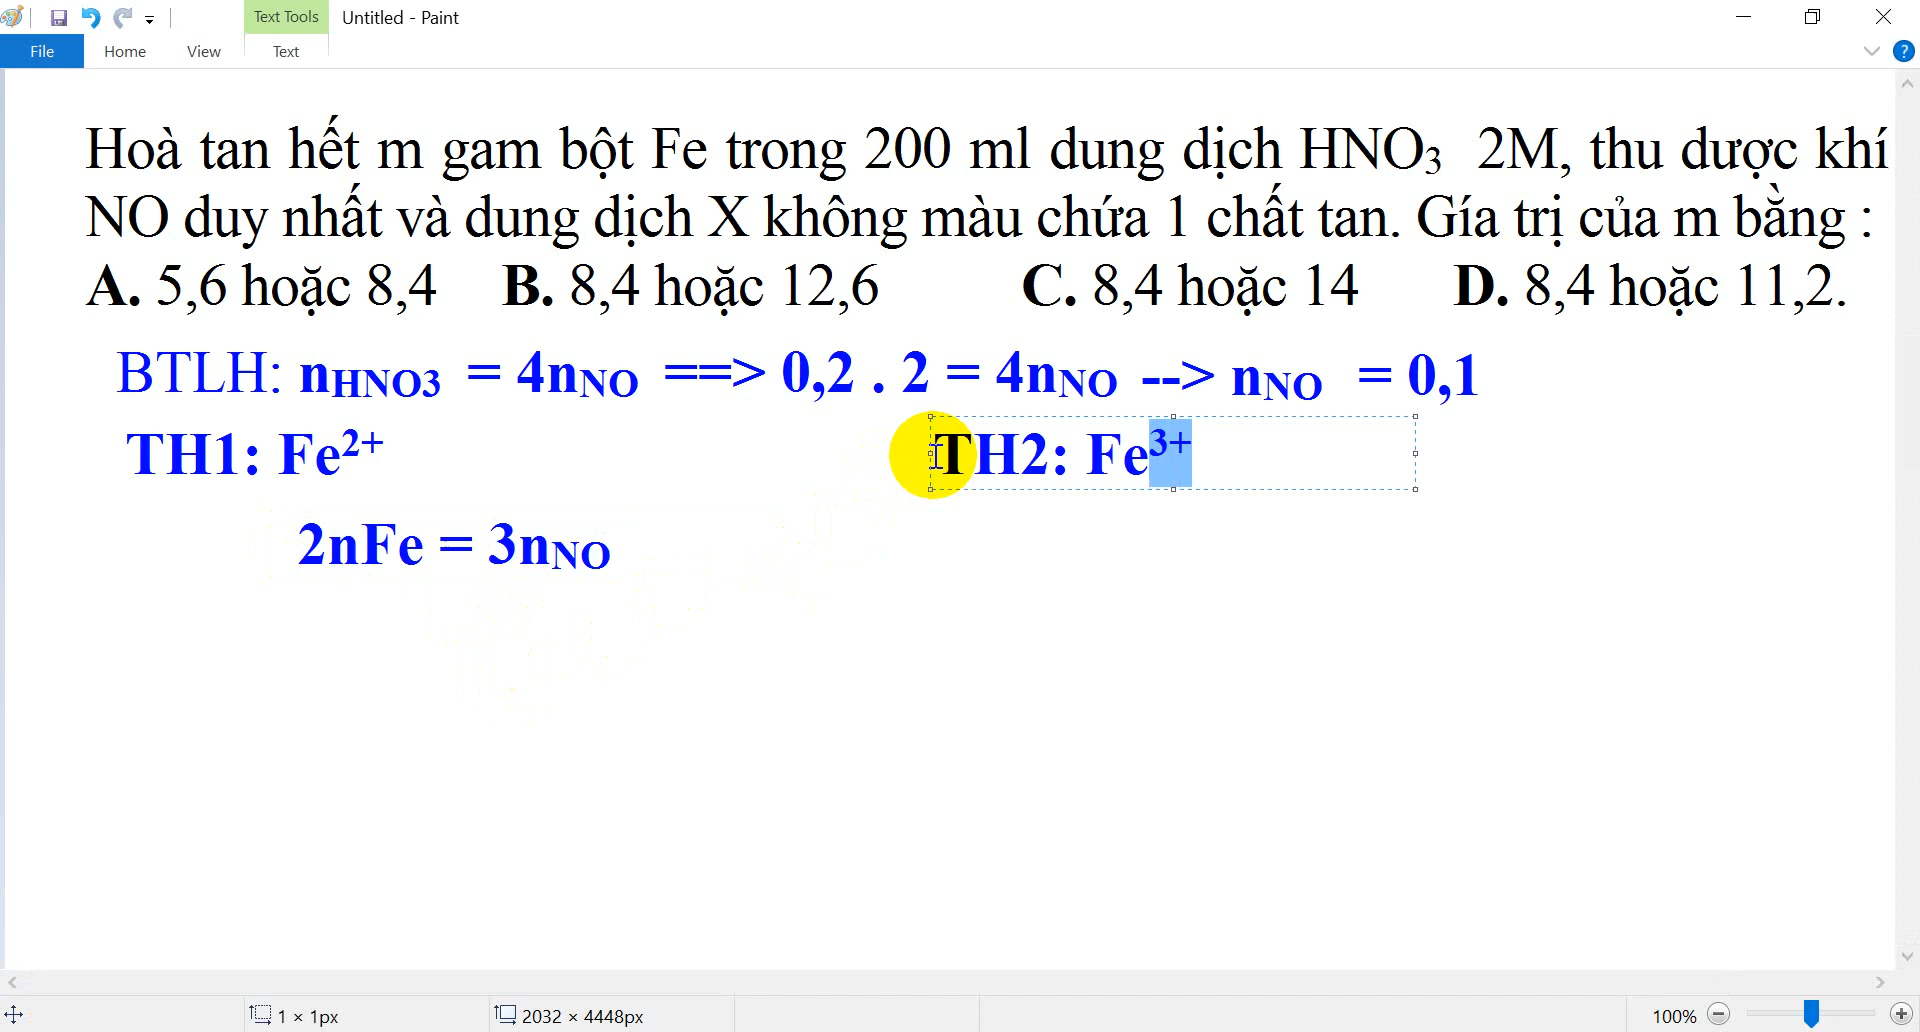 Text Tools
Untitled - Paint
File
Home
View
Text
Hoà tan hết m gam bột Fe trong 200 ml dung dịch HNO₃ 2M, thu dược khí
NO duy nhất và dung dịch X không màu chứa 1 chất tan. Gía trị của m bằng :
A. 5,6 hoặc 8,4 B. 8,4 hoặc 12,6 C. 8,4 hoặc 14 D. 8,4 hoặc 11,2.
BTLH: nHNO3 = 4nNO ==> 0,2 . 2 = 4nNO --> nNO = 0,1
TH1: Fe²⁺ TH2: Fe³⁺
2nFe = 3nNO
1 × 1px
2032 × 4448px
100%